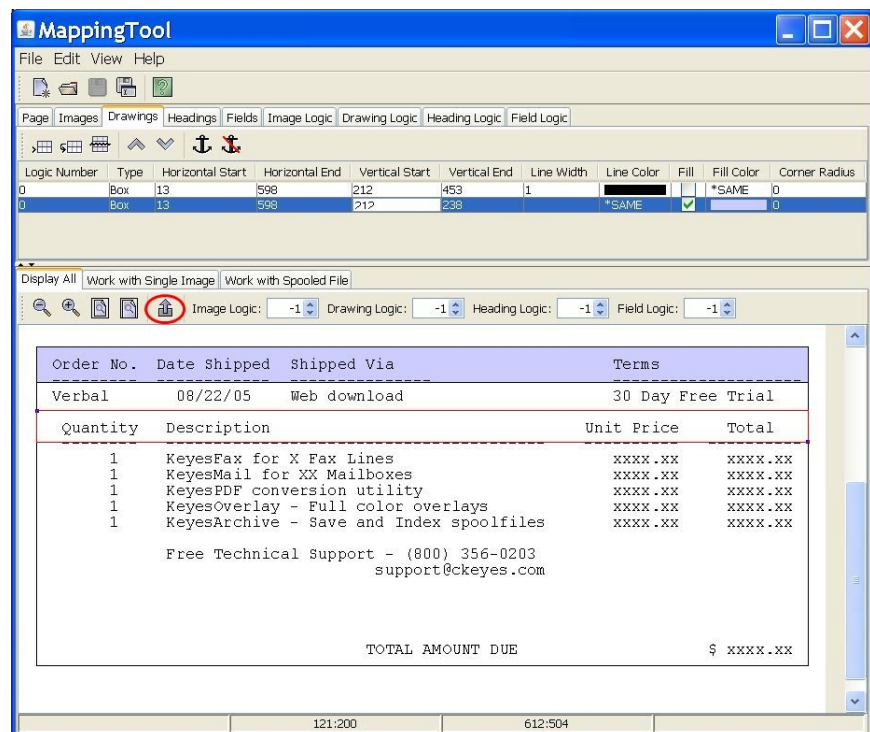 MappingTool
File Edit View Help
Page Images Drawings Headings Fields Image Logic Drawing Logic Heading Logic Field Logic
Logic Number Type Horizontal Start Horizontal End Vertical Start Vertical End Line Width Line Color Fill Fill Color Corner Radius
0 Box 13 598 212 453 1 *SAME 0
0 Box 13 598 212 238 *SAME 0
Display All Work with Single Image Work with Spooled File
Image Logic: -1 Drawing Logic: -1 Heading Logic: -1 Field Logic: -1
Order No. Date Shipped Shipped Via Terms
Verbal 08/22/05 Web download 30 Day Free Trial
Quantity Description Unit Price Total
1 KeyesFax for X Fax Lines xxxx.xx xxxx.xx
1 KeyesMail for XX Mailboxes xxxx.xx xxxx.xx
1 KeyesPDF conversion utility xxxx.xx xxxx.xx
1 KeyesOverlay - Full color overlays xxxx.xx xxxx.xx
1 KeyesArchive - Save and Index spoolfiles xxxx.xx xxxx.xx
Free Technical Support - (800) 356-0203
support@ckeyes.com
TOTAL AMOUNT DUE $ xxxx.xx
121:200 612:504